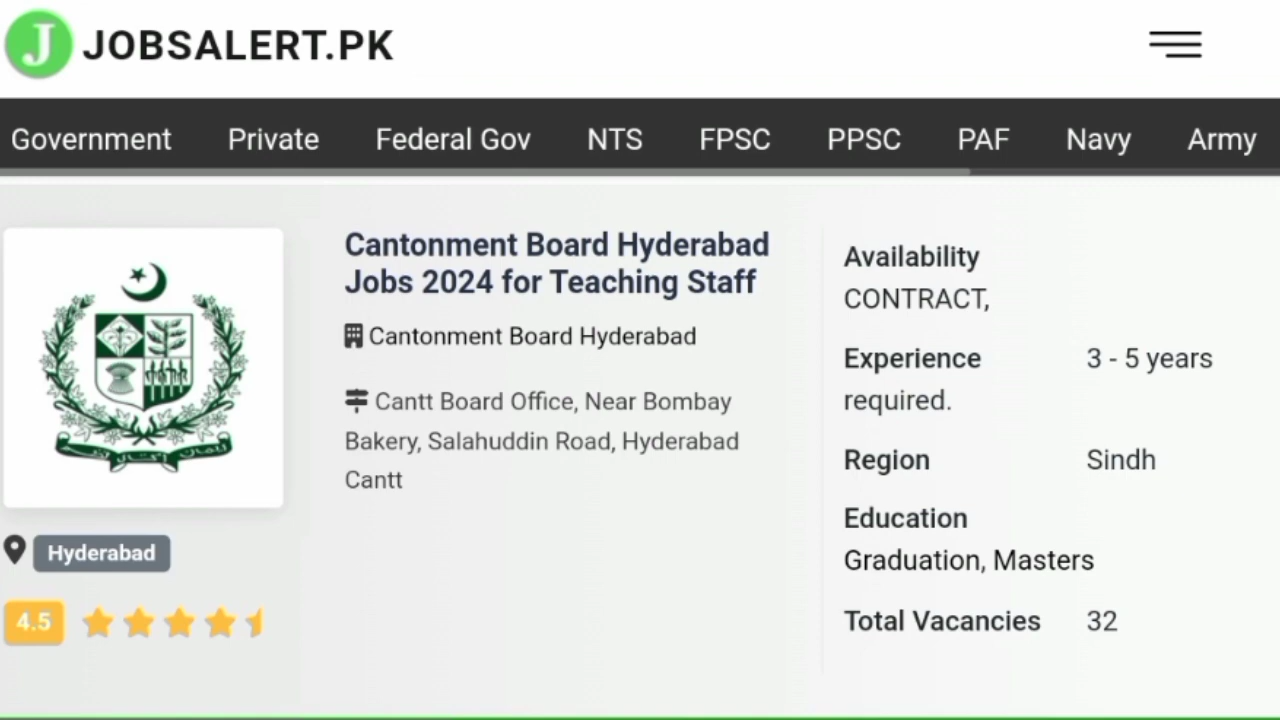 J JOBSALERT.PK
Government Private Federal Gov NTS FPSC PPSC PAF Navy Army
Cantonment Board Hyderabad
Jobs 2024 for Teaching Staff
Cantonment Board Hyderabad
Cantt Board Office, Near Bombay
Bakery, Salahuddin Road, Hyderabad
Cantt
Hyderabad
4.5
Availability
CONTRACT,
Experience 3 - 5 years
required.
Region Sindh
Education
Graduation, Masters
Total Vacancies 32